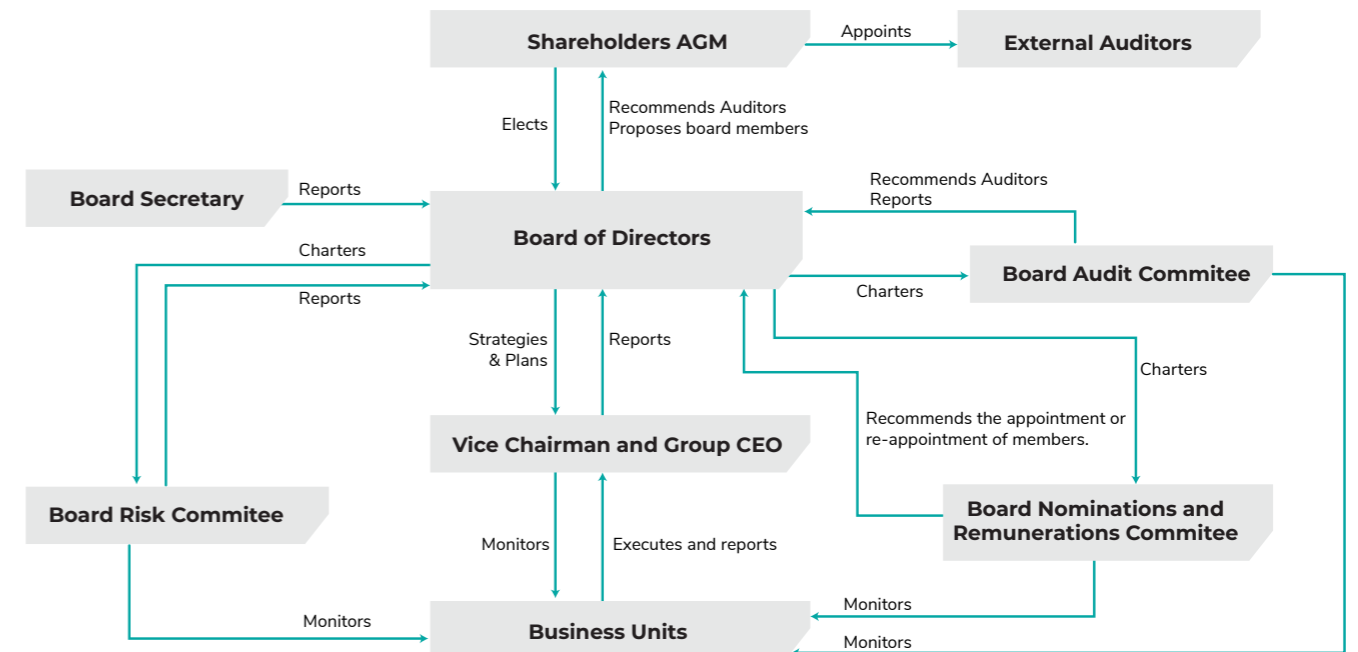 Shareholders AGM
Appoints
External Auditors
Elects
Recommends Auditors
Proposes board members
Board Secretary
Reports
Recommends Auditors
Reports
Board of Directors
Charters
Reports
Charters
Board Audit Commitee
Strategies
& Plans
Reports
Charters
Recommends the appointment or
re-appointment of members.
Vice Chairman and Group CEO
Board Risk Commitee
Board Nominations and
Remunerations Commitee
Monitors
Executes and reports
Monitors
Business Units
Monitors
Monitors